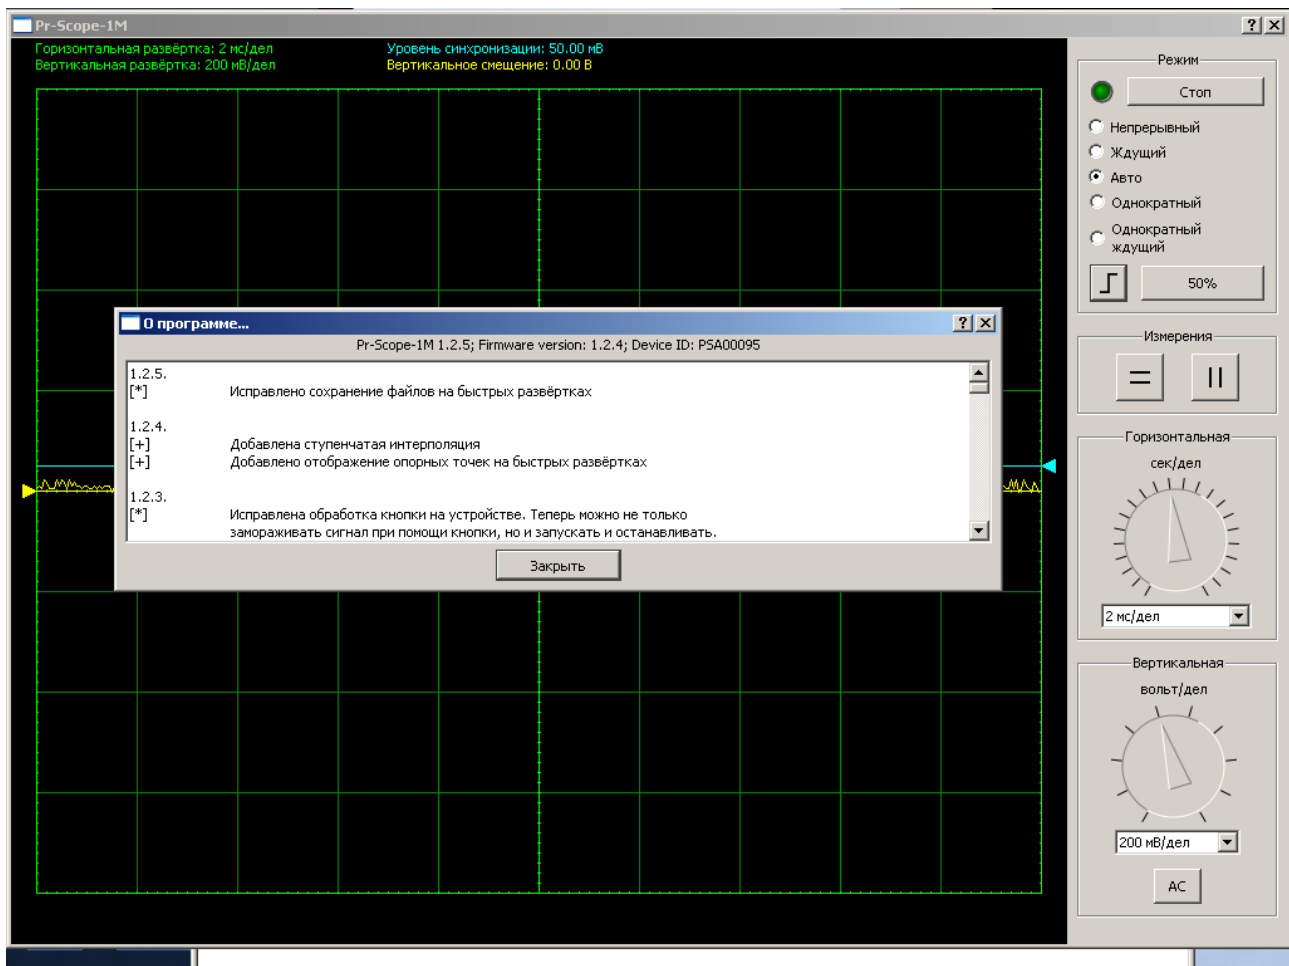 Pr-Scope-1M
Горизонтальная развёртка: 2 мс/дел
Уровень синхронизации: 50.00 мВ
Вертикальная развёртка: 200 мВ/дел
Вертикальное смещение: 0.00 В
Режим
Стоп
Непрерывный
Ждущий
Авто
Однократный
Однократный
ждущий
50%
О программе...
Pr-Scope-1M 1.2.5; Firmware version: 1.2.4; Device ID: PSA00095
1.2.5.
[*] Исправлено сохранение файлов на быстрых развёртках
1.2.4.
[+] Добавлена ступенчатая интерполяция
[+] Добавлено отображение опорных точек на быстрых развёртках
1.2.3.
[*] Исправлена обработка кнопки на устройстве. Теперь можно не только
замораживать сигнал при помощи кнопки, но и запускать и останавливать.
Закрыть
Измерения
Горизонтальная
сек/дел
2 мс/дел
Вертикальная
вольт/дел
200 мВ/дел
AC